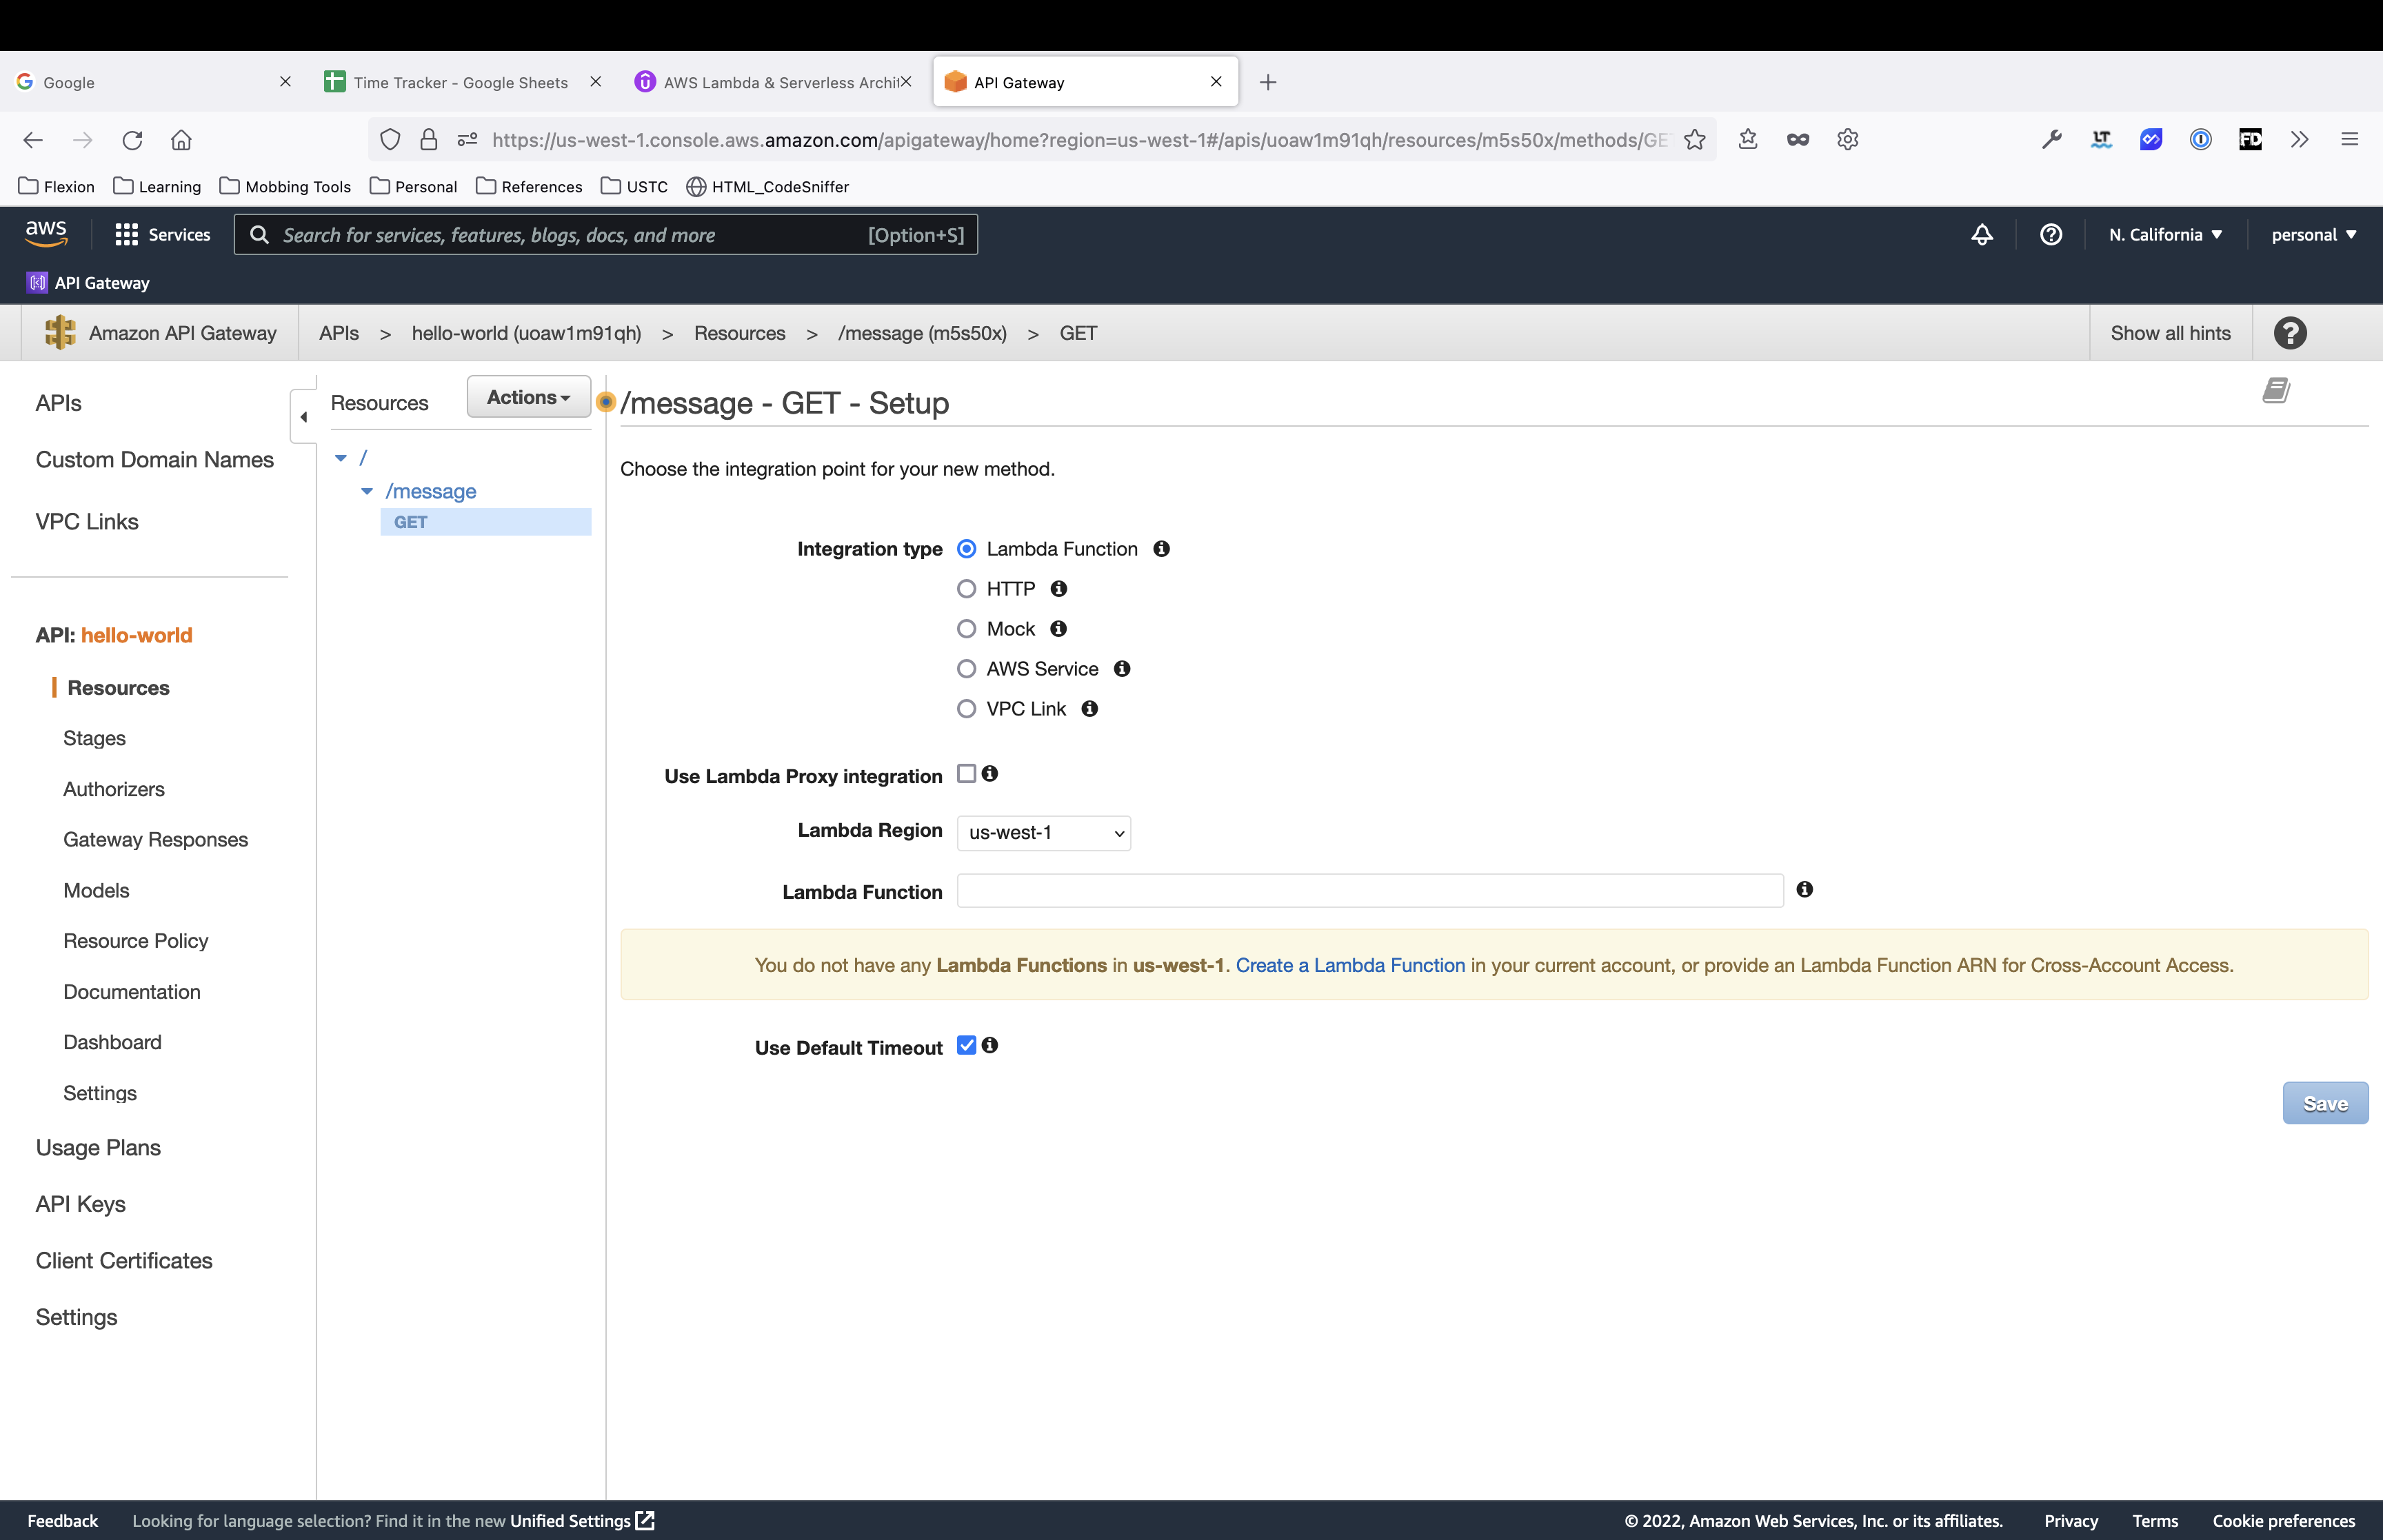 Google
Time Tracker - Google Sheets
AWS Lambda & Serverless Archit
API Gateway
https://us-west-1.console.aws.amazon.com/apigateway/home?region=us-west-1#/apis/uoaw1m91qh/resources/m5s50x/methods/GE
LT
FD
Flexion
Learning
Mobbing Tools
Personal
References
USTC
HTML_CodeSniffer
aws
Services
Search for services, features, blogs, docs, and more
[Option+S]
N. California
personal
API Gateway
Amazon API Gateway
APIs > hello-world (uoaw1m91qh) > Resources > /message (m5s50x) > GET
Show all hints
?
APIs
Custom Domain Names
VPC Links
API: hello-world
Resources
Stages
Authorizers
Gateway Responses
Models
Resource Policy
Documentation
Dashboard
Settings
Usage Plans
API Keys
Client Certificates
Settings
Resources
Actions
/
/message
GET
/message - GET - Setup
Choose the integration point for your new method.
Integration type
Lambda Function
HTTP
Mock
AWS Service
VPC Link
Use Lambda Proxy integration
Lambda Region
us-west-1
Lambda Function
You do not have any Lambda Functions in us-west-1. Create a Lambda Function in your current account, or provide an Lambda Function ARN for Cross-Account Access.
Use Default Timeout
Save
Feedback
Looking for language selection? Find it in the new Unified Settings
© 2022, Amazon Web Services, Inc. or its affiliates.
Privacy
Terms
Cookie preferences